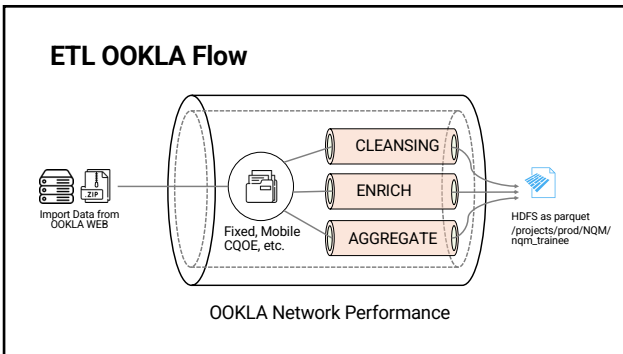 ETL OOKLA Flow
ZIP
Import Data from
OOKLA WEB
Fixed, Mobile
CQOE, etc.
CLEANSING
ENRICH
AGGREGATE
HDFS as parquet
/projects/prod/NQM/
nqm_trainee
OOKLA Network Performance